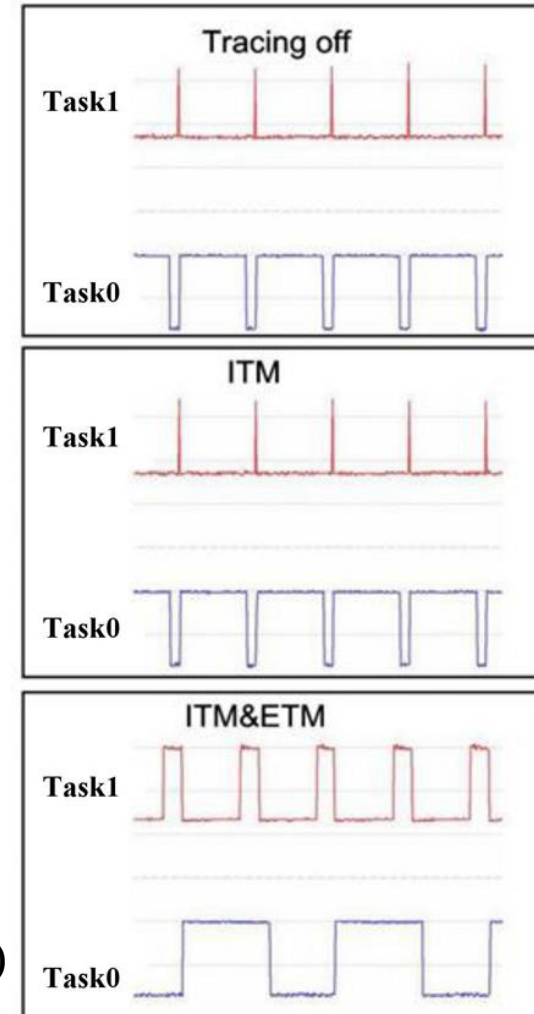 Tracing off
Task1
Task0
ITM
Task1
Task0
ITM&ETM
Task1
)
Task0